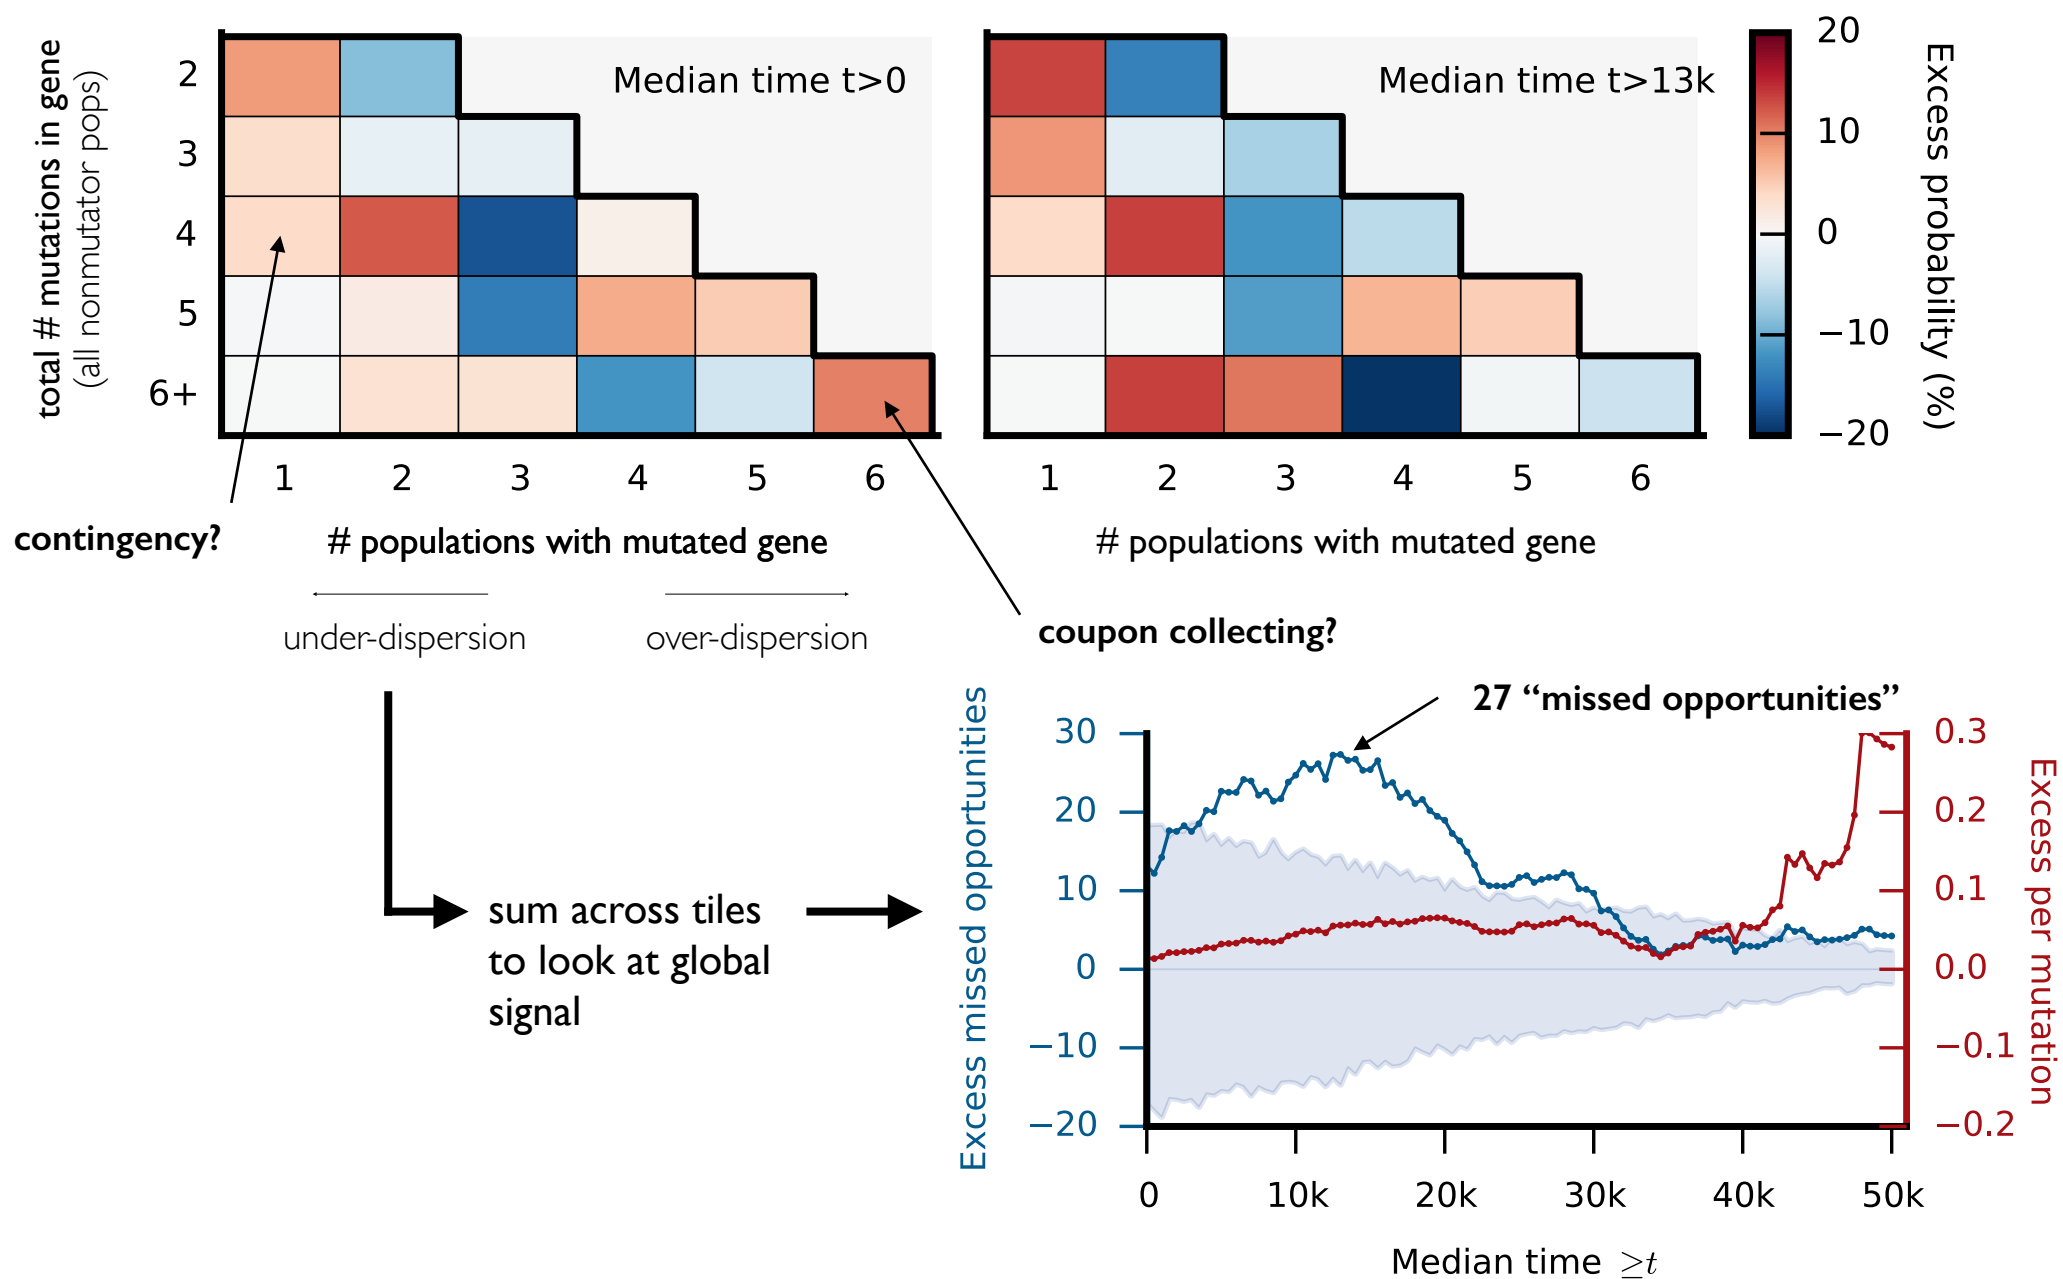 total # mutations in gene
(all nonmutator pops)
2
3
4
5
6+
Median time t>0
1
2
3
4
5
6
# populations with mutated gene
Median time t>13k
1
2
3
4
5
6
# populations with mutated gene
20
10
0
−10
−20
Excess probability (%)
contingency?
under-dispersion
over-dispersion
coupon collecting?
sum across tiles
to look at global
signal
27 “missed opportunities”
Excess missed opportunities
30
20
10
0
−10
−20
0.3
0.2
0.1
0.0
−0.1
−0.2
Excess per mutation
0
10k
20k
30k
40k
50k
Median time ≥t